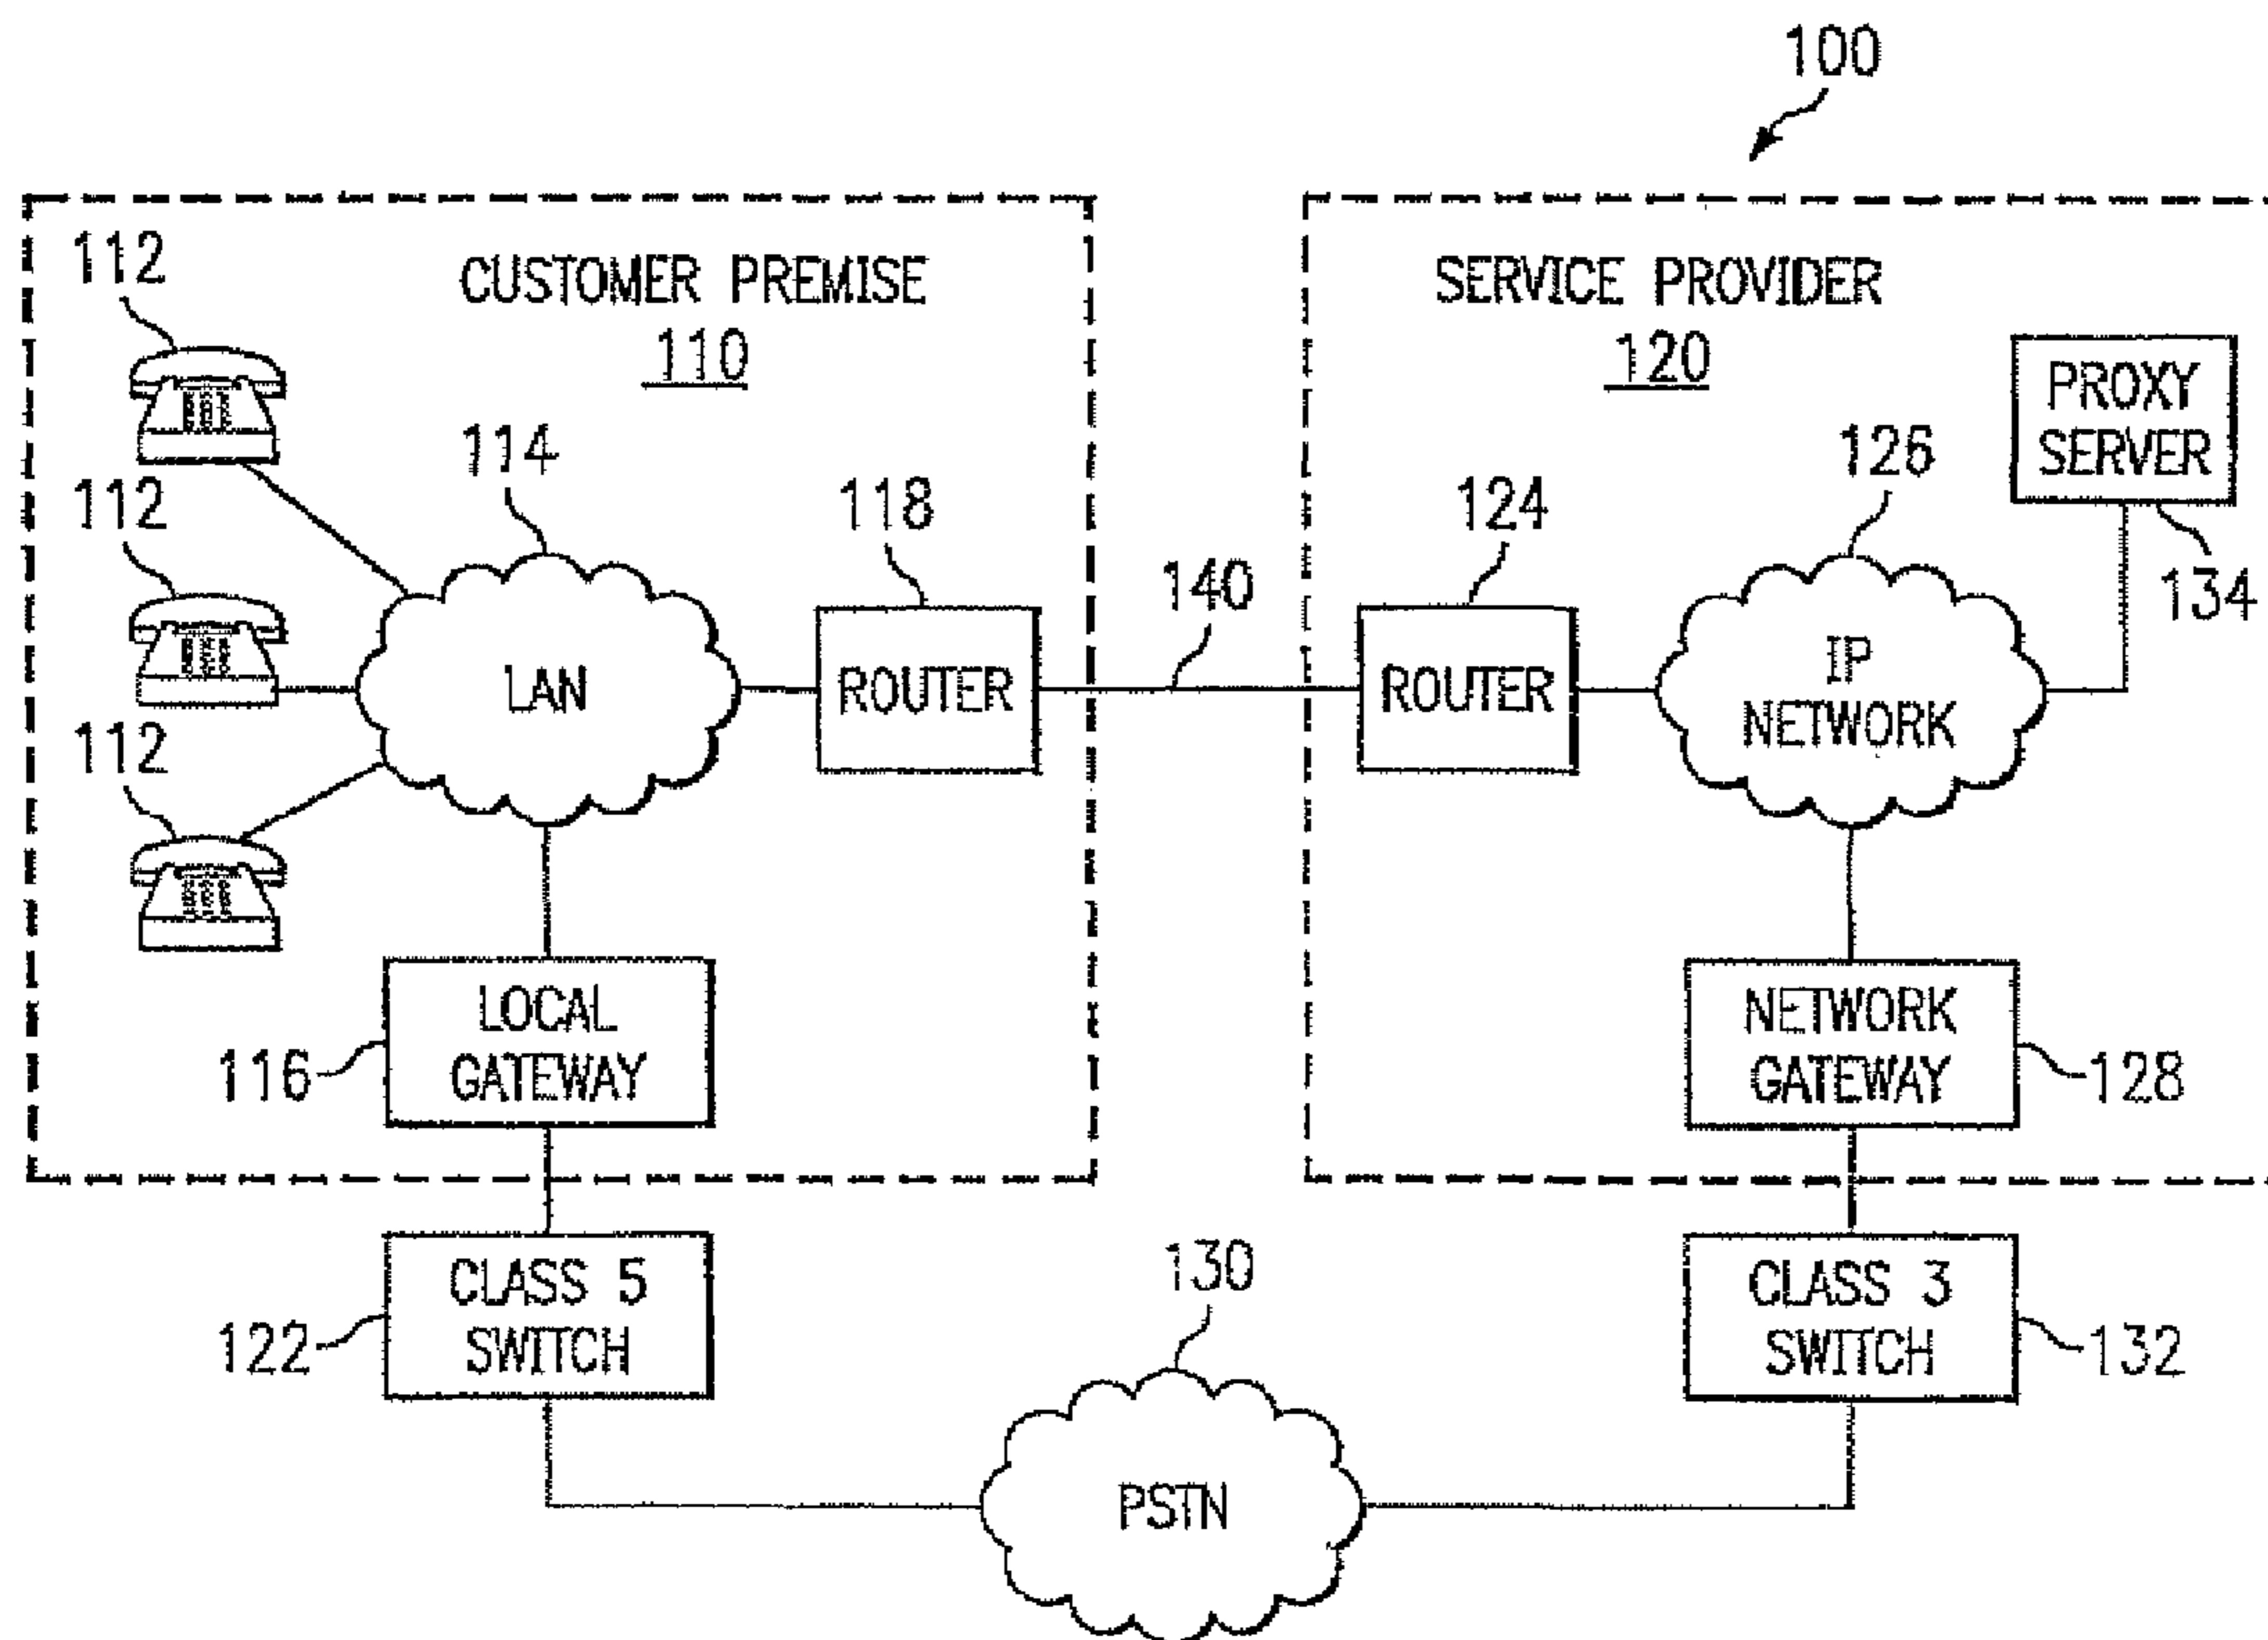 100
CUSTOMER PREMISE
110
SERVICE PROVIDER
120
112
112
112
114
LAN
118
ROUTER
140
124
ROUTER
126
IP
NETWORK
PROXY
SERVER
134
LOCAL
GATEWAY
116
NETWORK
GATEWAY
128
CLASS 5
SWITCH
122
130
PSTN
CLASS 3
SWITCH
132